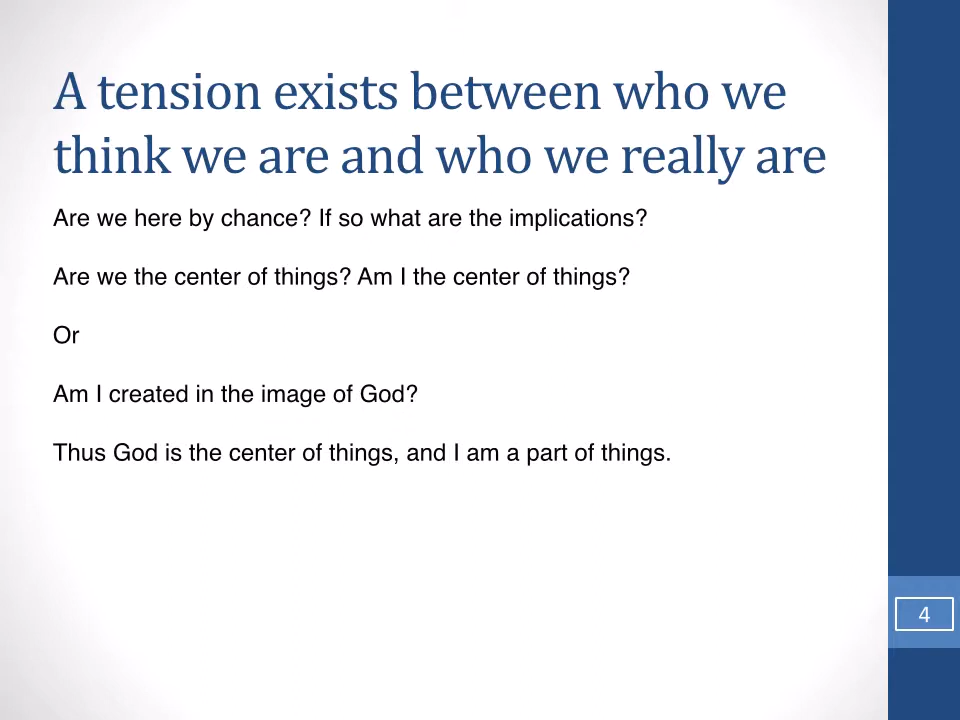 A tension exists between who we
think we are and who we really are
Are we here by chance? If so what are the implications?
Are we the center of things? Am I the center of things?
Or
Am I created in the image of God?
Thus God is the center of things, and I am a part of things.
4